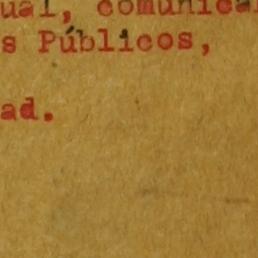 ual, comunica
s Públicos,
ad.